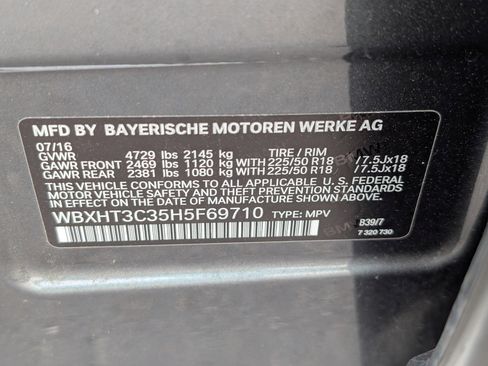 MFD BY BAYERISCHE MOTOREN WERKE AG
07/16
GVWR 4729 lbs 2145 kg TIRE / RIM
GAWR FRONT 2469 lbs 1120 kg WITH 225/50 R18 / 7.5Jx18
GAWR REAR 2381 lbs 1080 kg WITH 225/50 R18 / 7.5Jx18
THIS VEHICLE CONFORMS TO ALL APPLICABLE U. S. FEDERAL
MOTOR VEHICLE SAFETY, BUMPER, AND THEFT PREVENTION STANDARDS
IN EFFECT ON THE DATE OF MANUFACTURE SHOWN ABOVE.
WBXHT3C35H5F69710 TYPE: MPV
839/7
7 320 730